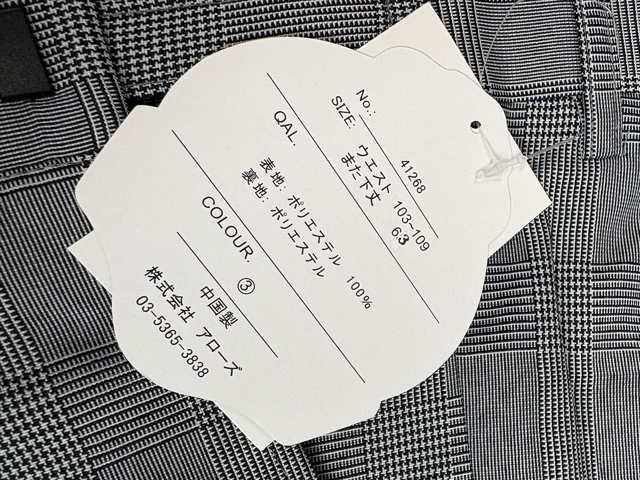 No.: 41268
SIZE: ウエスト 103~109
また下丈 63
QAL.
表地: ポリエステル 100%
裏地: ポリエステル
COLOUR. ③
中国製
株式会社 アローズ
03-5365-3838